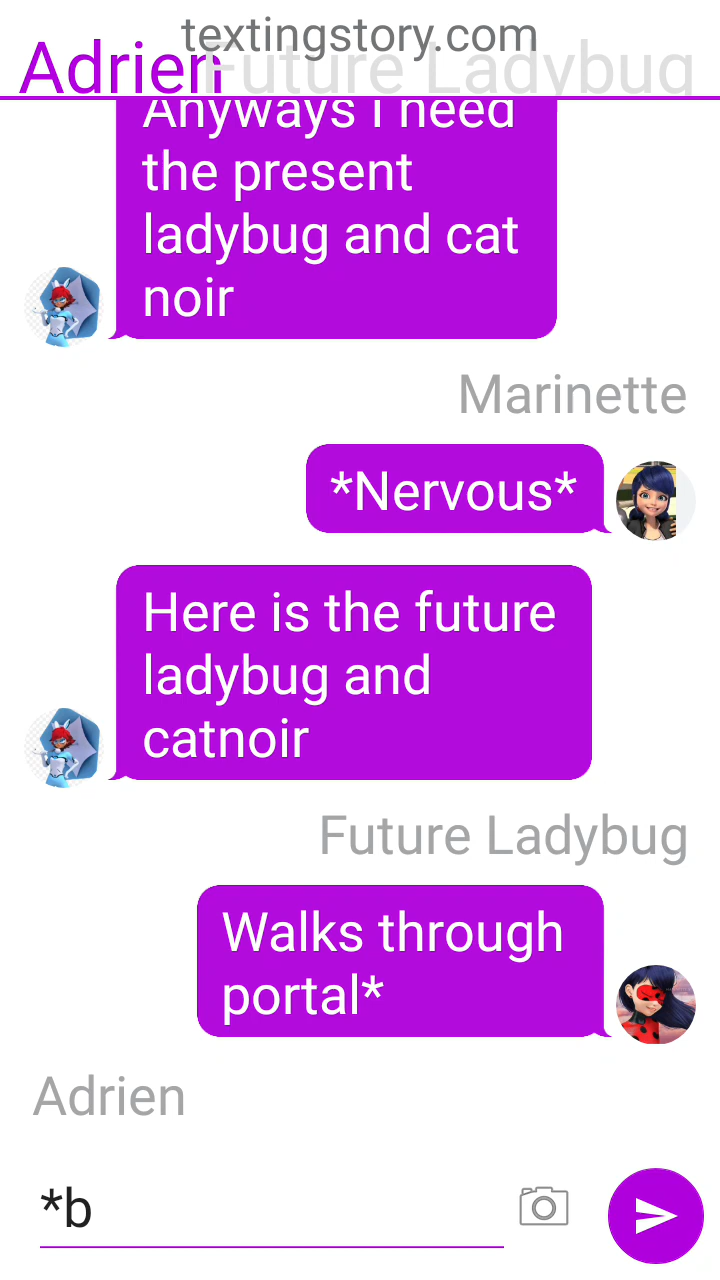 textingstory.com
Adrien Future Ladybug
Anyways I need
the present
ladybug and cat
noir
Marinette
*Nervous*
Here is the future
ladybug and
catnoir
Future Ladybug
Walks through
portal*
Adrien
*b